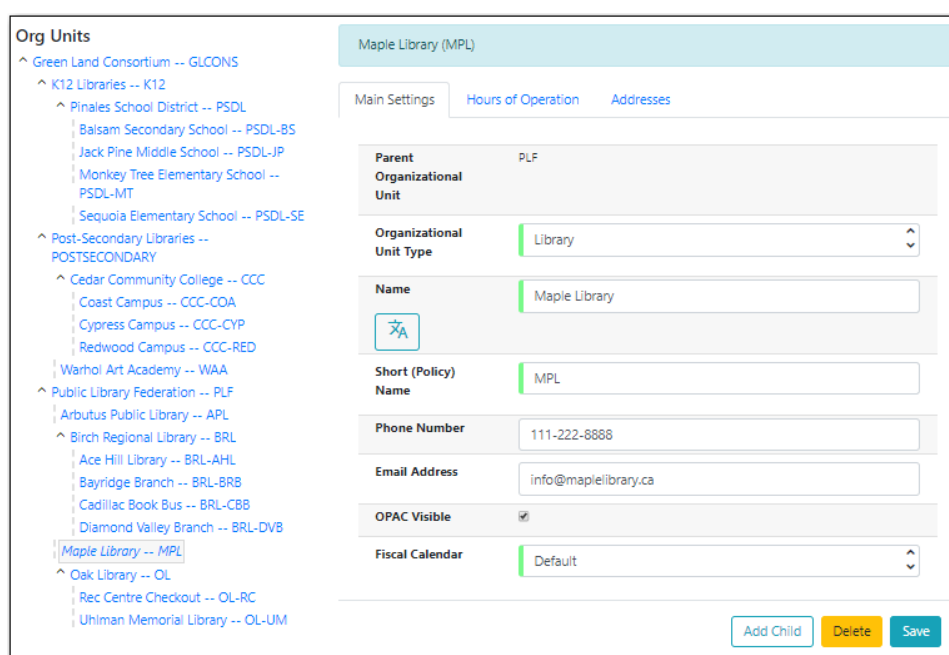 Org Units
Green Land Consortium -- GLCONS
K12 Libraries -- K12
Pinales School District -- PSDL
Balsam Secondary School -- PSDL-BS
Jack Pine Middle School -- PSDL-JP
Monkey Tree Elementary School --
PSDL-MT
Sequoia Elementary School -- PSDL-SE
Post-Secondary Libraries --
POSTSECONDARY
Cedar Community College -- CCC
Coast Campus -- CCC-COA
Cypress Campus -- CCC-CYP
Redwood Campus -- CCC-RED
Warhol Art Academy -- WAA
Public Library Federation -- PLF
Arbutus Public Library -- APL
Birch Regional Library -- BRL
Ace Hill Library -- BRL-AHL
Bayridge Branch -- BRL-BRB
Cadillac Book Bus -- BRL-CBB
Diamond Valley Branch -- BRL-DVB
Maple Library -- MPL
Oak Library -- OL
Rec Centre Checkout -- OL-RC
Uhlman Memorial Library -- OL-UM
Maple Library (MPL)
Main Settings Hours of Operation Addresses
Parent
Organizational
Unit
PLF
Organizational
Unit Type
Library
Name
Maple Library
Short (Policy)
Name
MPL
Phone Number
111-222-8888
Email Address
info@maplelibrary.ca
OPAC Visible
Fiscal Calendar
Default
Add Child Delete Save